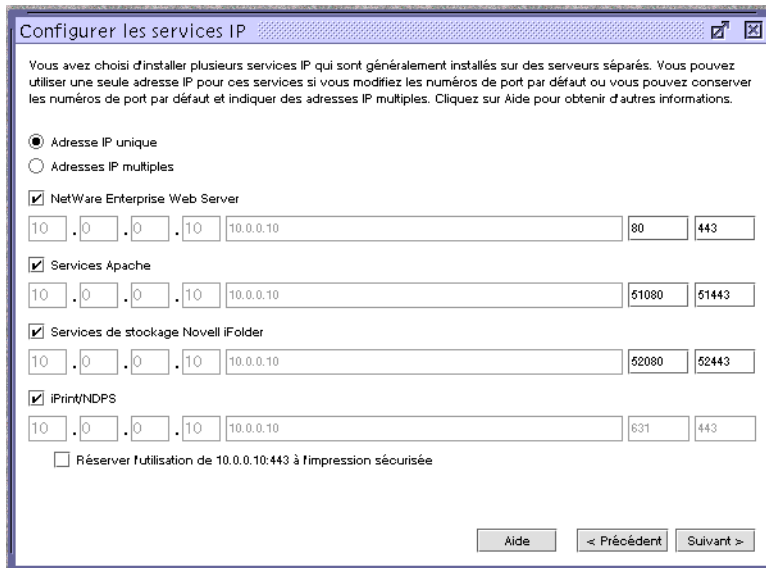 Configurer les services IP
Vous avez choisi d'installer plusieurs services IP qui sont généralement installés sur des serveurs séparés. Vous pouvez
utiliser une seule adresse IP pour ces services si vous modifiez les numéros de port par défaut ou vous pouvez conserver
les numéros de port par défaut et indiquer des adresses IP multiples. Cliquez sur Aide pour obtenir d'autres informations.
Adresse IP unique
Adresses IP multiples
NetWare Enterprise Web Server
10 . 0 . 0 . 10 10.0.0.10 80 443
Services Apache
10 . 0 . 0 . 10 10.0.0.10 51080 51443
Services de stockage Novell iFolder
10 . 0 . 0 . 10 10.0.0.10 52080 52443
iPrint/NDPS
10 . 0 . 0 . 10 10.0.0.10 631 443
Réserver l'utilisation de 10.0.0.10:443 à l'impression sécurisée
Aide < Précédent Suivant >